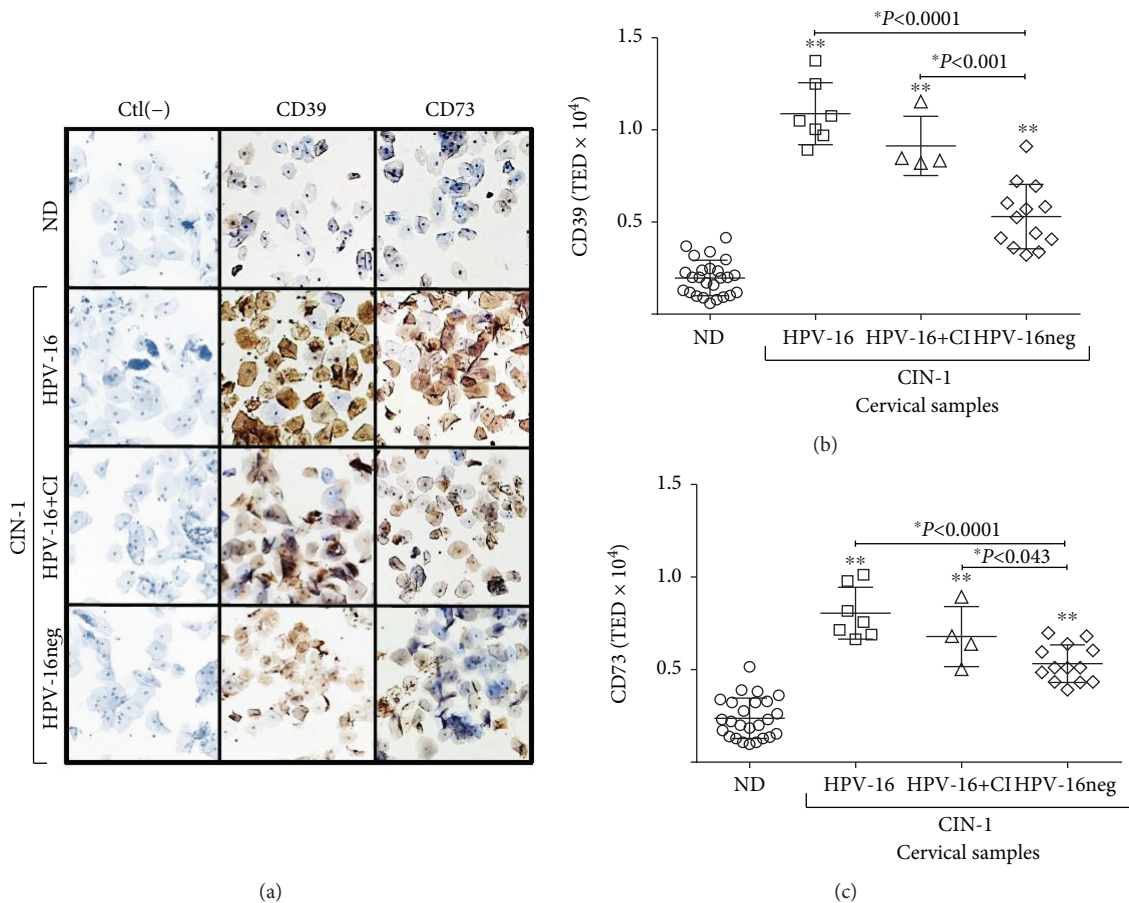 Ctl(−) CD39 CD73
ND
CIN-1
HPV-16
HPV-16+CI
HPV-16neg
(a)
CD39 (TED × 10⁴)
1.5
1.0
0.5
*P<0.0001
*P<0.001
**
**
**
ND HPV-16 HPV-16+CI HPV-16neg
CIN-1
Cervical samples
(b)
CD73 (TED × 10⁴)
1.5
1.0
0.5
*P<0.0001
*P<0.043
**
**
**
ND HPV-16 HPV-16+CI HPV-16neg
CIN-1
Cervical samples
(c)